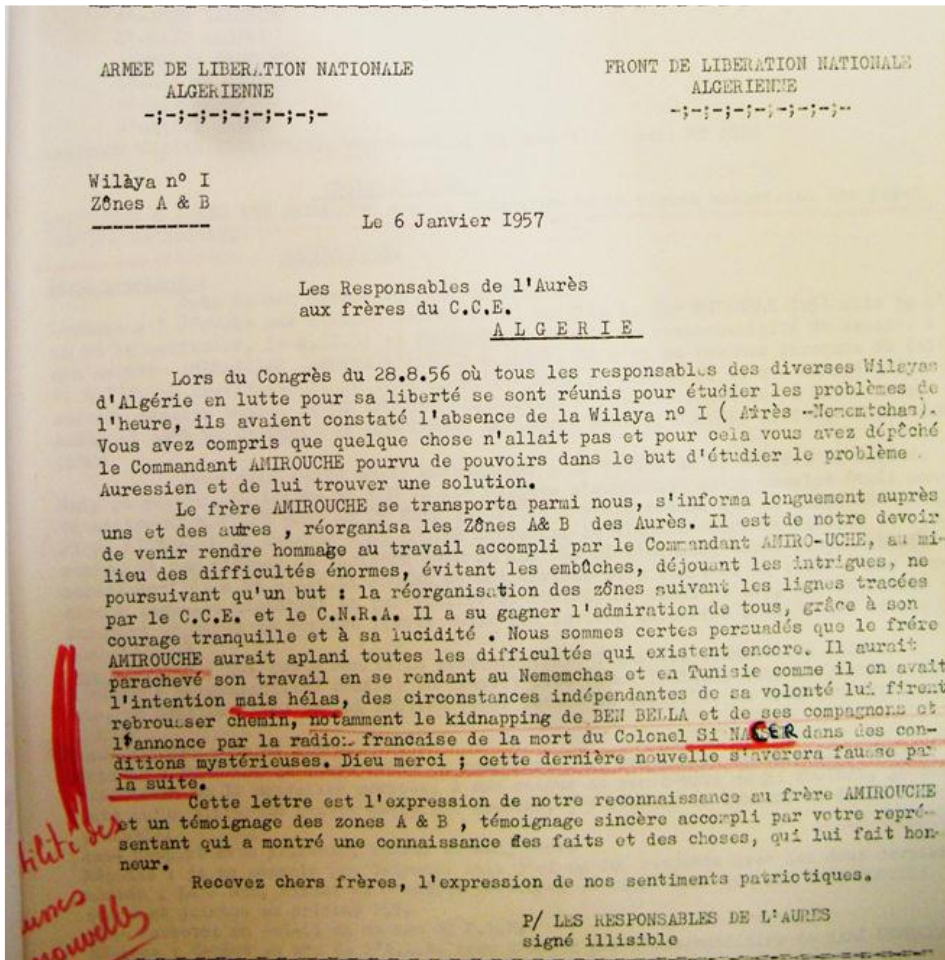 ARMEE DE LIBERATION NATIONALE
ALGERIENNE
-;-;-;-;-;-;-;-;-
FRONT DE LIBERATION NATIONALE
ALGERIENNE
-;-;-;-;-;-;-;-;--
Wilàya nº I
Zônes A & B
-----------
Le 6 Janvier I957
Les Responsables de l'Aurès
aux frères du C.C.E.
A L G E R I E
Lors du Congrès du 28.8.56 où tous les responsables des diverses Wilayas
d'Algérie en lutte pour sa liberté se sont réunis pour étudier les problèmes de
l'heure, ils avaient constaté l'absence de la Wilaya nº I ( -Nememtchas).
Vous avez compris que quelque chose n'allait pas et pour cela vous avez dépêché
le Commandant AMIROUCHE pourvu de pouvoirs dans le but d'étudier le problème
Auressien et de lui trouver une solution.
Le frère AMIROUCHE se transporta parmi nous, s'informa longuement auprès
uns et des autres , réorganisa les Zônes A& B des Aurès. Il est de notre devoir
de venir rendre hommage au travail accompli par le Commandant AMIRO-UCHE, au mi-
lieu des difficultés énormes, évitant les embûches, déjouant les intrigues, ne
poursuivant qu'un but : la réorganisation des zônes suivant les lignes tracées
par le C.C.E. et le C.N.R.A. Il a su gagner l'admiration de tous, grâce à son
courage tranquille et à sa lucidité . Nous sommes certes persuadés que le frére
AMIROUCHE aurait aplani toutes les difficultés qui existent encore. Il aurait
parachevé son travail en se rendant au Nememchas et en Tunisie comme il en avait
l'intention mais hélas, des circonstances indépendantes de sa volonté lui firent
rebrousser chemin, notamment le kidnapping de BEN BELLA et de ses compagnons et
l'annonce par la radio. francaise de la mort du Colonel Si NACER dans des con-
ditions mystérieuses. Dieu merci ; cette dernière nouvelle s'averera fausse par
la suite.
Cette lettre est l'expression de notre reconnaissance au frère AMIROUCHE
et un témoignage des zones A & B , témoignage sincère accompli par votre repré-
sentant qui a montré une connaissance des faits et des choses, qui lui fait hon-
neur.
Recevez chers frères, l'expression de nos sentiments patriotiques.
P/ LES RESPONSABLES DE L'AURES
signé illisible
tilité des
nouvelles